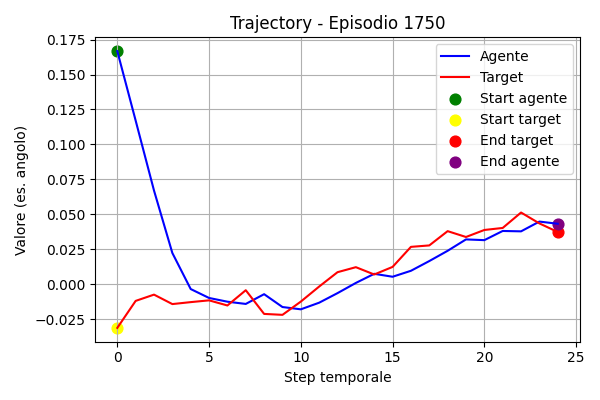 Trajectory - Episodio 1750
Valore (es. angolo)
0.175
0.150
0.125
0.100
0.075
0.050
0.025
0.000
−0.025
Agente
Target
Start agente
Start target
End target
End agente
0 5 10 15 20 25
Step temporale